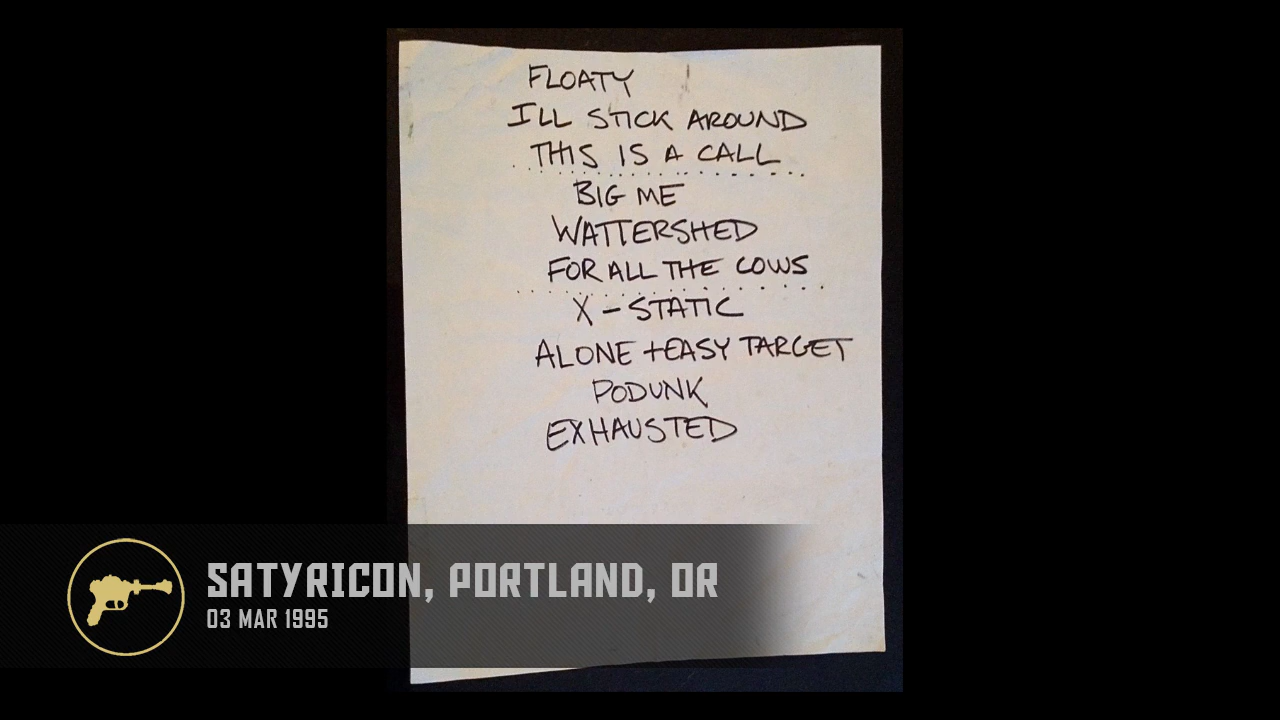 FLOATY
ILL STICK AROUND
THIS IS A CALL
BIG ME
WATTERSHED
FOR ALL THE COWS
X - STATIC
ALONE + EASY TARGET
PODUNK
EXHAUSTED
SATYRICON, PORTLAND, OR
03 MAR 1995